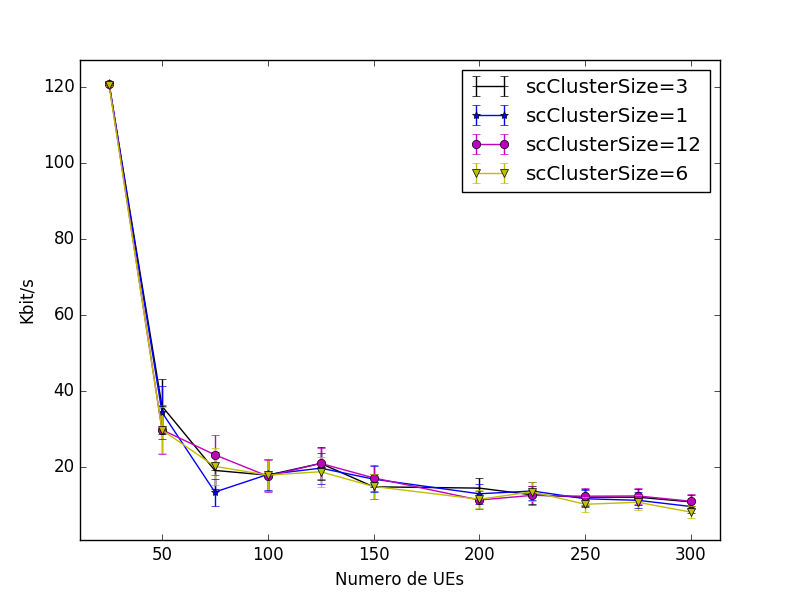 scClusterSize=3
scClusterSize=1
scClusterSize=12
scClusterSize=6
120
100
80
60
40
20
Kbit/s
50 100 150 200 250 300
Numero de UEs